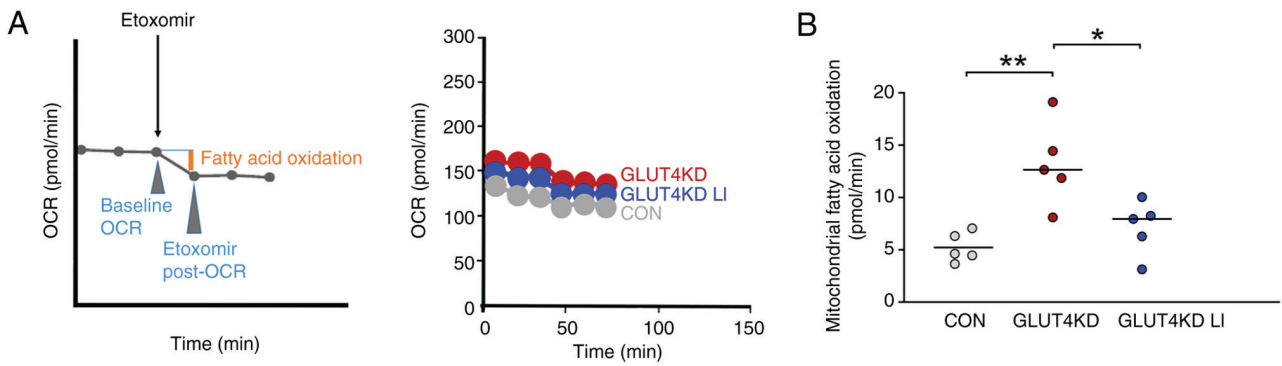 A
Etoxomir
OCR (pmol/min)
Fatty acid oxidation
Baseline
OCR
Etoxomir
post-OCR
Time (min)
OCR (pmol/min)
300
250
200
150
100
50
0
GLUT4KD
GLUT4KD LI
CON
0 50 100 150
Time (min)
B
Mitochondrial fatty acid oxidation
(pmol/min)
** *
20
15
10
5
0
CON GLUT4KD GLUT4KD LI